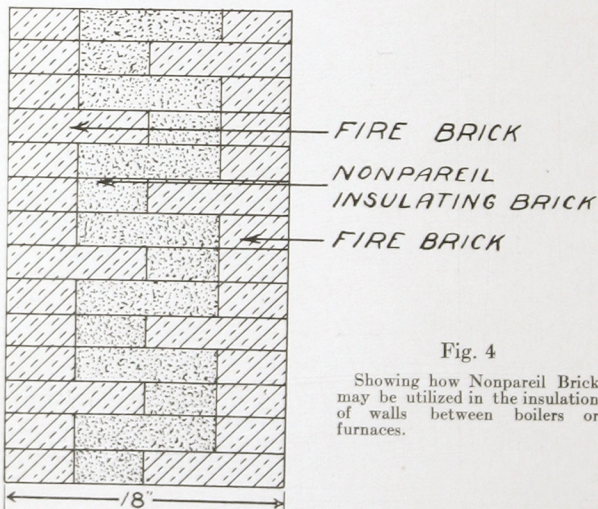 FIRE BRICK
NONPAREIL
INSULATING BRICK
FIRE BRICK
Fig. 4
Showing how Nonpareil Brick
may be utilized in the insulation
of walls between boilers or
furnaces.
18"